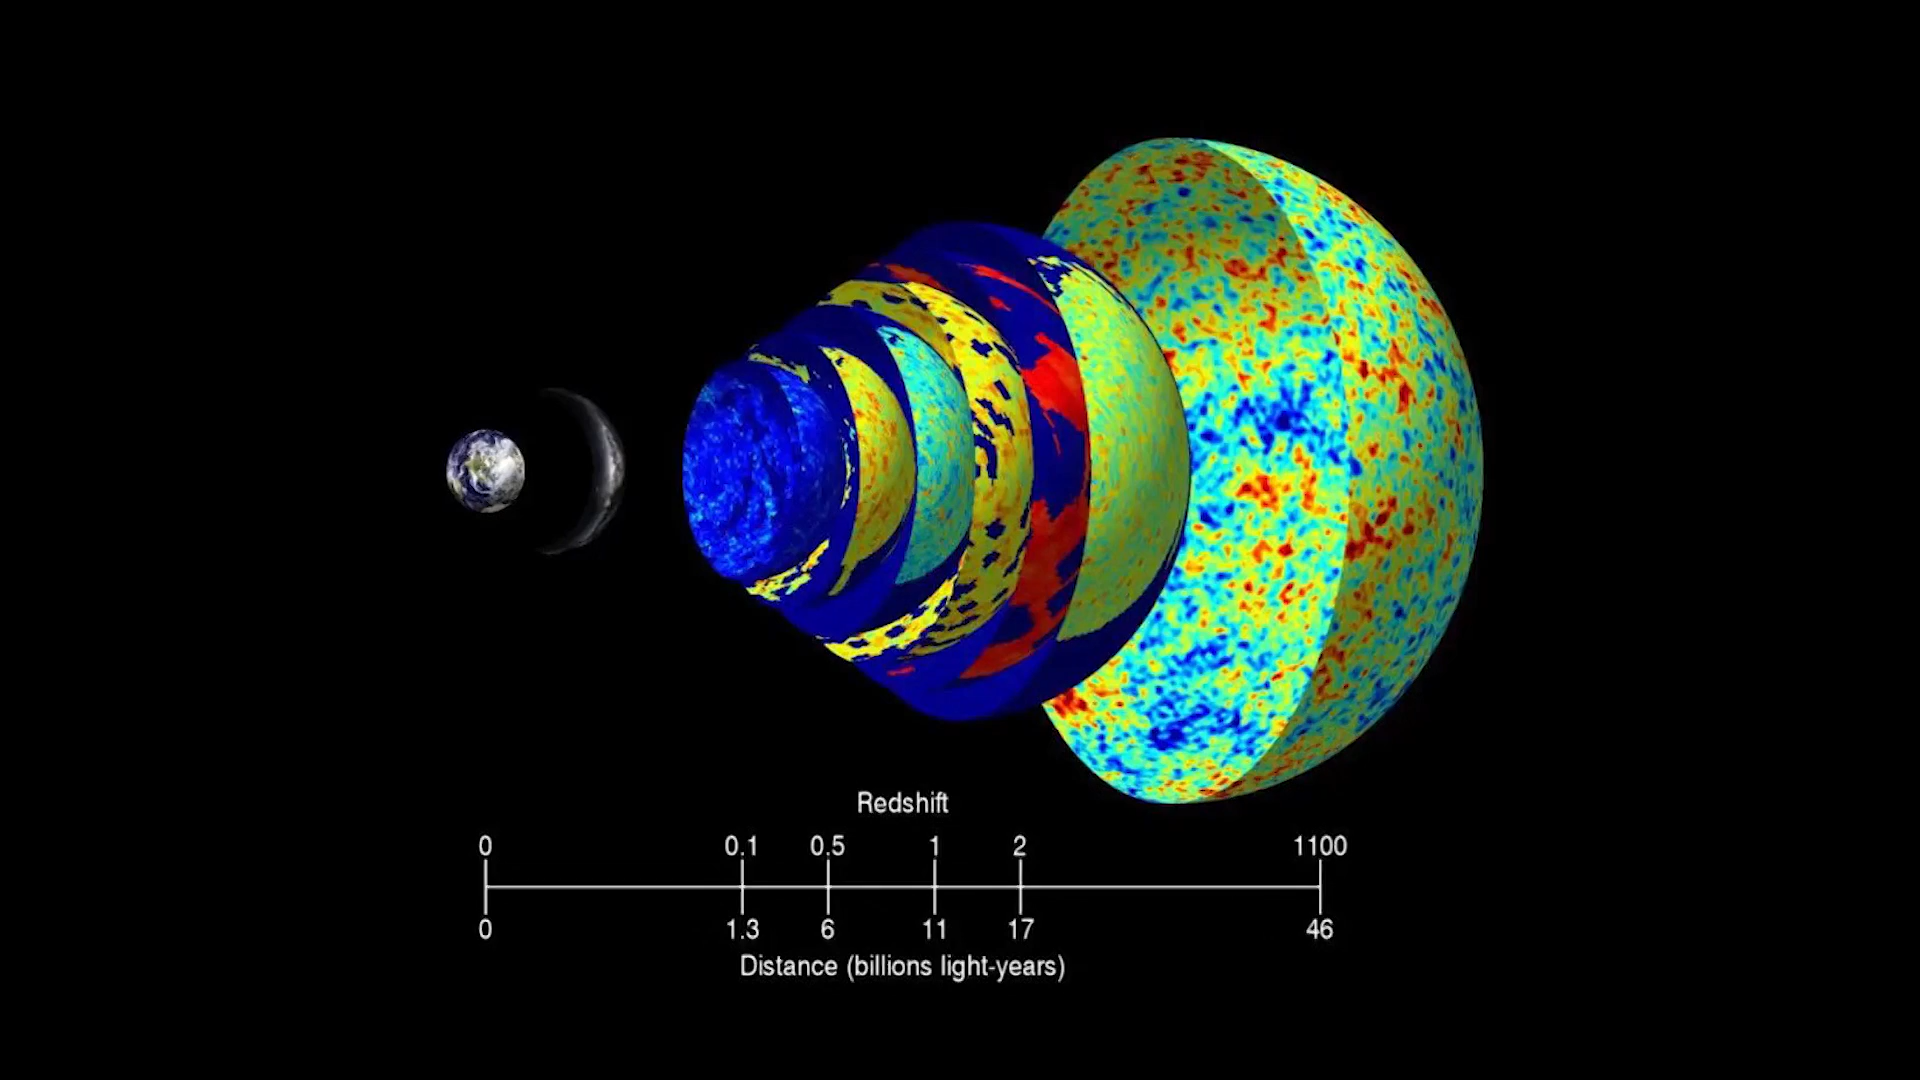 Redshift
0 0.1 0.5 1 2 1100
0 1.3 6 11 17 46
Distance (billions light-years)